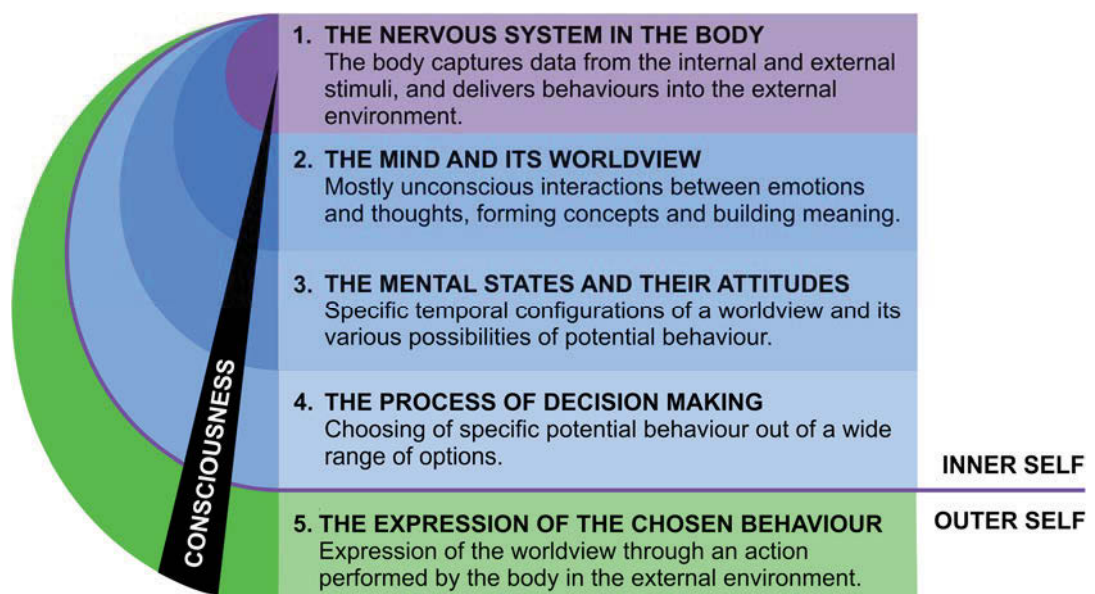 1. THE NERVOUS SYSTEM IN THE BODY
The body captures data from the internal and external
stimuli, and delivers behaviours into the external
environment.
2. THE MIND AND ITS WORLDVIEW
Mostly unconscious interactions between emotions
and thoughts, forming concepts and building meaning.
3. THE MENTAL STATES AND THEIR ATTITUDES
Specific temporal configurations of a worldview and its
various possibilities of potential behaviour.
4. THE PROCESS OF DECISION MAKING
Choosing of specific potential behaviour out of a wide
range of options.
5. THE EXPRESSION OF THE CHOSEN BEHAVIOUR
Expression of the worldview through an action
performed by the body in the external environment.
CONSCIOUSNESS
INNER SELF
OUTER SELF